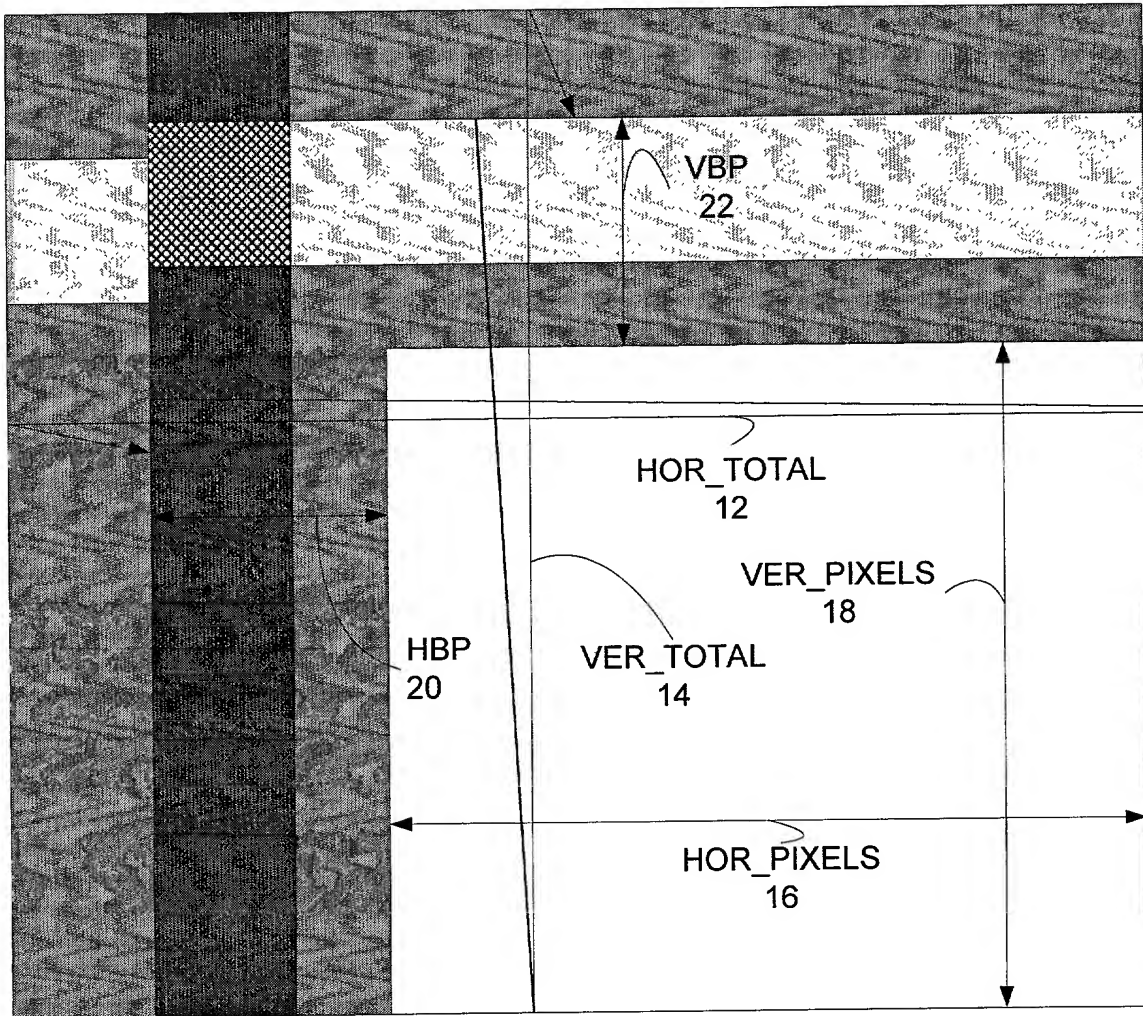 VBP
22
HOR_TOTAL
12
VER_PIXELS
18
HBP
20
VER_TOTAL
14
HOR_PIXELS
16